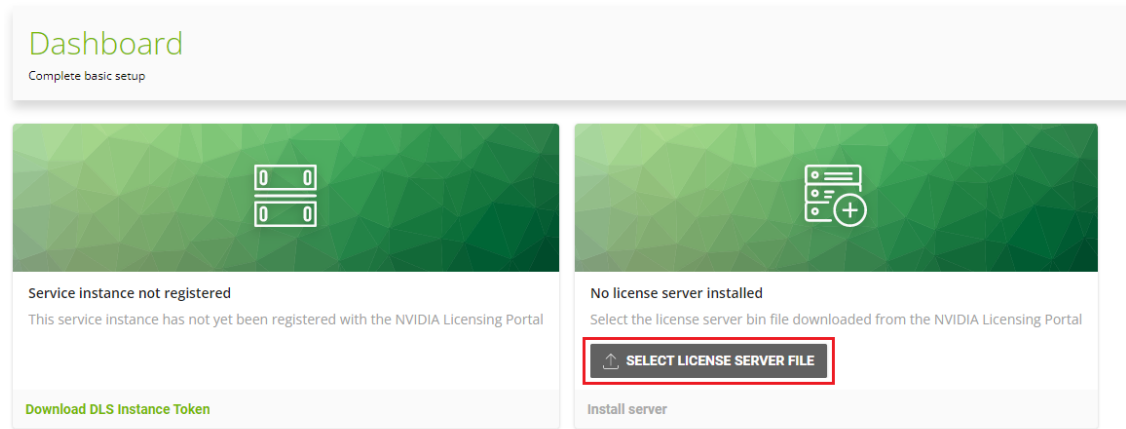 Dashboard
Complete basic setup
Service instance not registered
This service instance has not yet been registered with the NVIDIA Licensing Portal
Download DLS Instance Token
No license server installed
Select the license server bin file downloaded from the NVIDIA Licensing Portal
SELECT LICENSE SERVER FILE
Install server